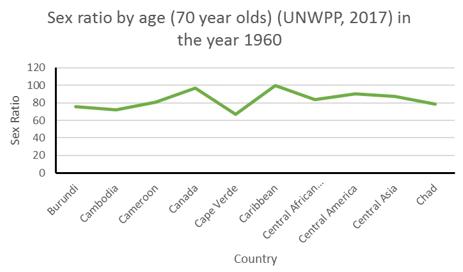 Sex ratio by age (70 year olds) (UNWPP, 2017) in
the year 1960
120
100
80
60
40
20
0
Sex Ratio
Burundi
Cambodia
Cameroon
Canada
Cape Verde
Caribbean
Central African...
Central America
Central Asia
Chad
Country